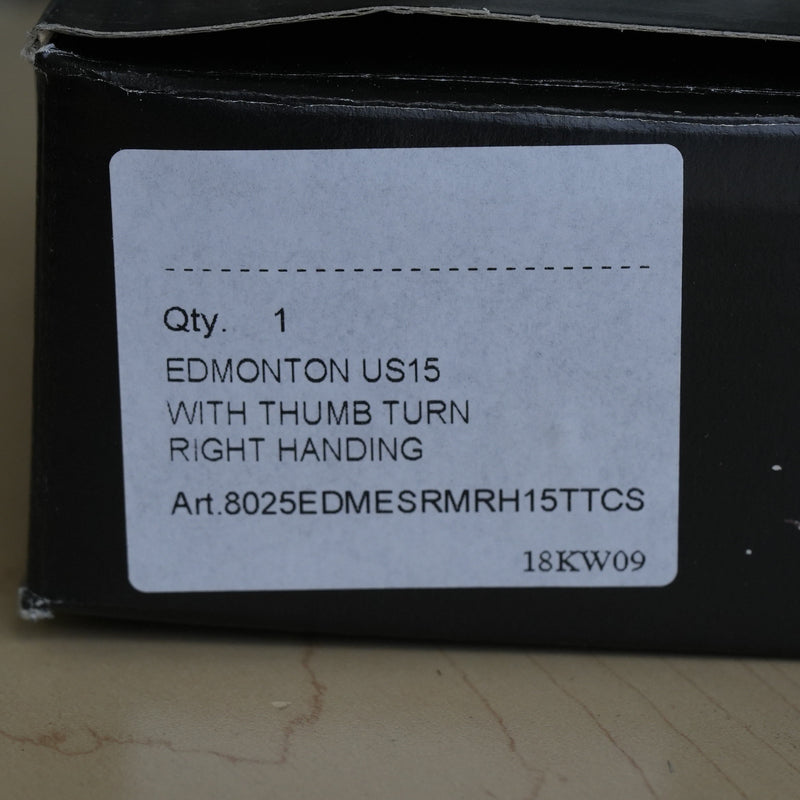 Qty. 1
EDMONTON US15
WITH THUMB TURN
RIGHT HANDING
Art.8025EDMESRMRH15TTCS
18KW09